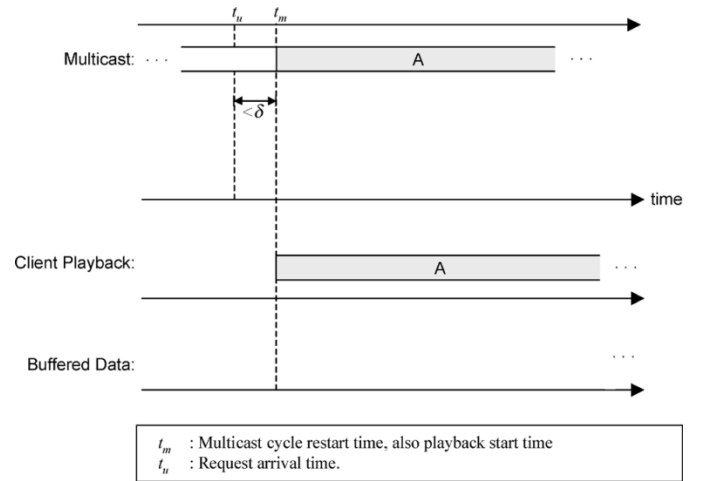 t_u t_m
Multicast: · · · A · · ·
<δ
time
Client Playback: A · · ·
Buffered Data: · · ·
t_m : Multicast cycle restart time, also playback start time
t_u : Request arrival time.